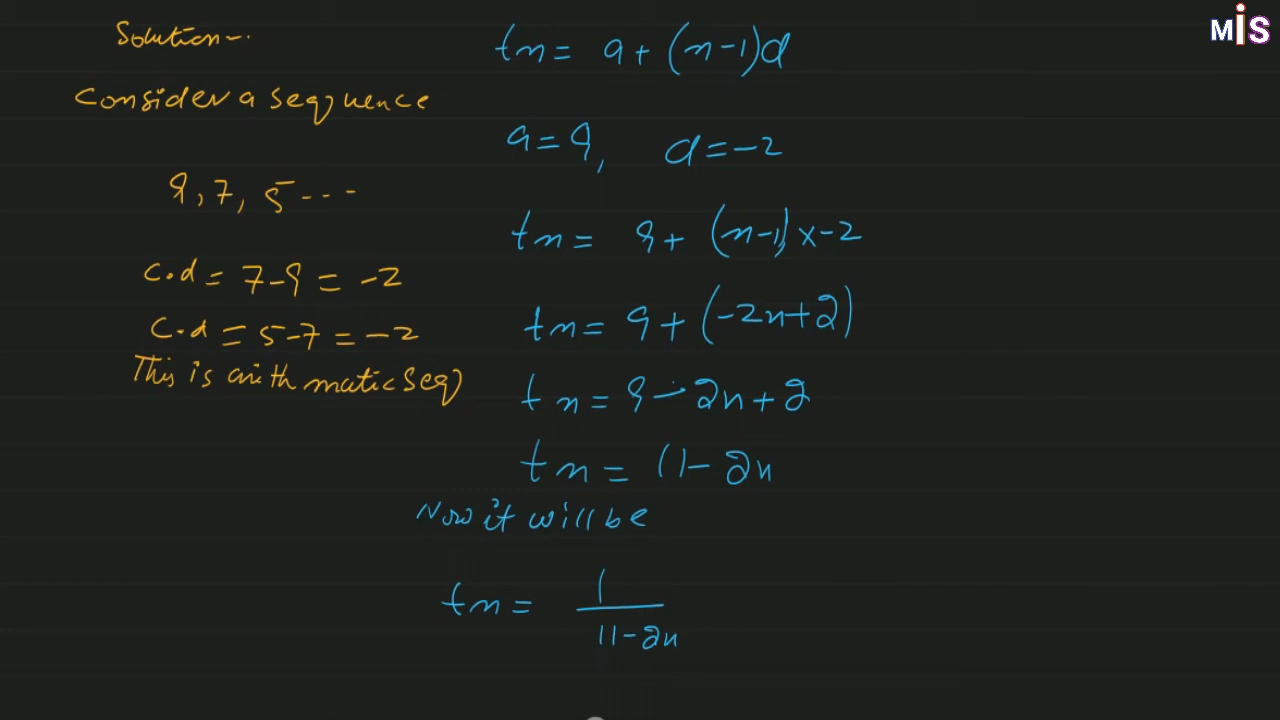 MiS
Solution-.
Consider a Seqquence
9, 7, 5 ----
C.d = 7-9 = -2
C.d = 5-7 = -2
This is arithmatic Seq
tn = a + (n-1)d
a = 9, d = -2
tn = 9 + (n-1) x -2
tn = 9 + (-2n+2)
tn = 9 - 2n + 2
tn = 11 - 2n
Now it will be
tn = 1/(11-2n)